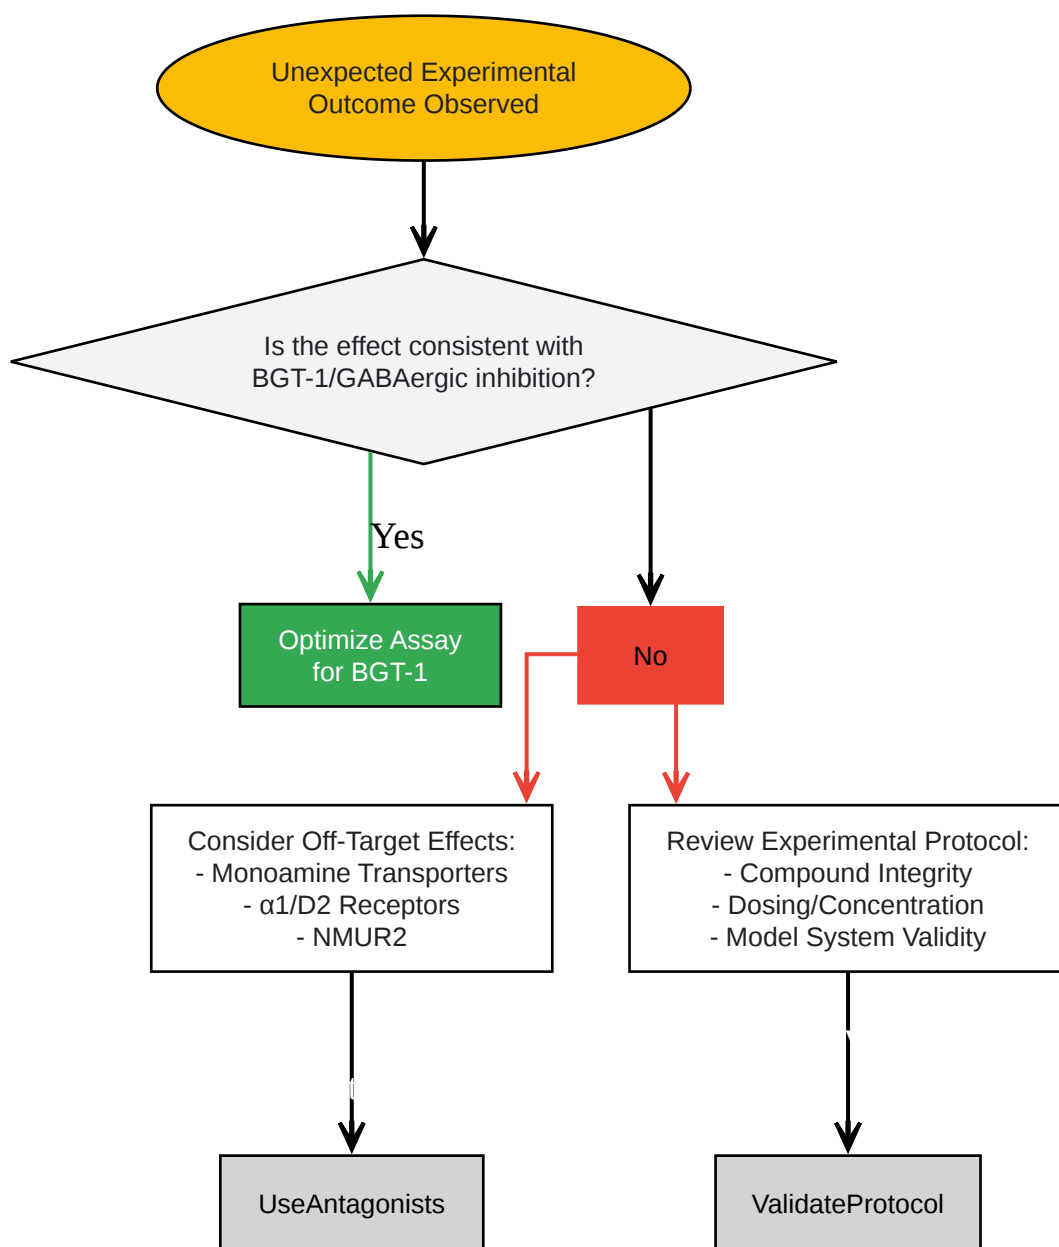 Unexpected Experimental
Outcome Observed
Is the effect consistent with
BGT-1/GABAergic inhibition?
Yes
Optimize Assay
for BGT-1
No
Consider Off-Target Effects:
- Monoamine Transporters
- α1/D2 Receptors
- NMUR2
Review Experimental Protocol:
- Compound Integrity
- Dosing/Concentration
- Model System Validity
UseAntagonists
ValidateProtocol